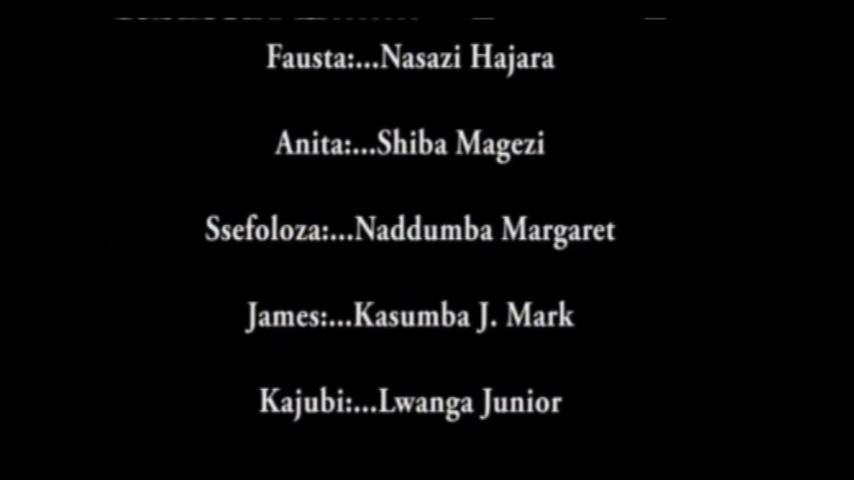 Fausta:...Nasazi Hajara
Anita:...Shiba Magezi
Ssefoloza:...Naddumba Margaret
James:...Kasumba J. Mark
Kajubi:...Lwanga Junior